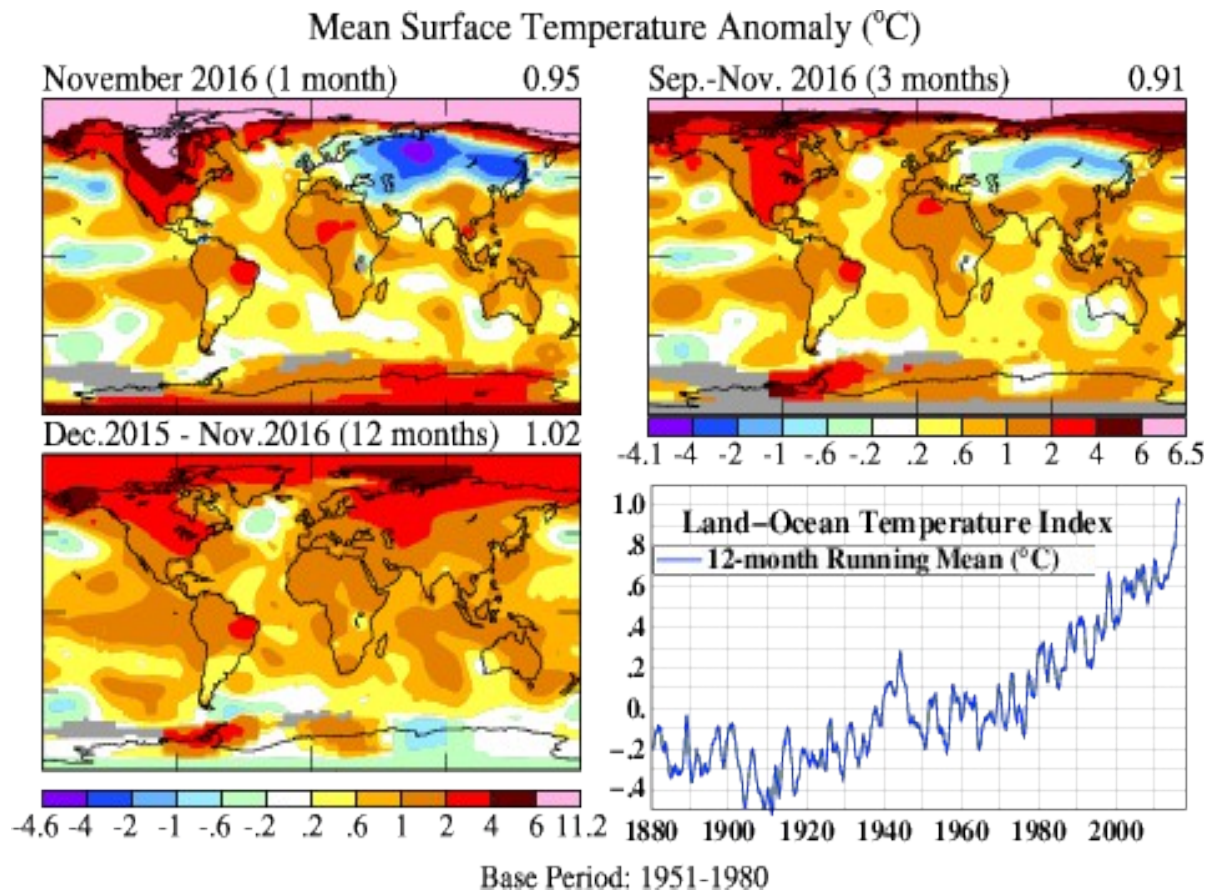 Mean Surface Temperature Anomaly (°C)
November 2016 (1 month) 0.95
Sep.-Nov. 2016 (3 months) 0.91
-4.1 -4 -2 -1 -.6 -.2 .2 .6 1 2 4 6 6.5
Dec.2015 - Nov.2016 (12 months) 1.02
-4.6 -4 -2 -1 -.6 -.2 .2 .6 1 2 4 6 11.2
Land-Ocean Temperature Index
12-month Running Mean (°C)
1.0
.8
.6
.4
.2
0.
-.2
-.4
1880 1900 1920 1940 1960 1980 2000
Base Period: 1951-1980